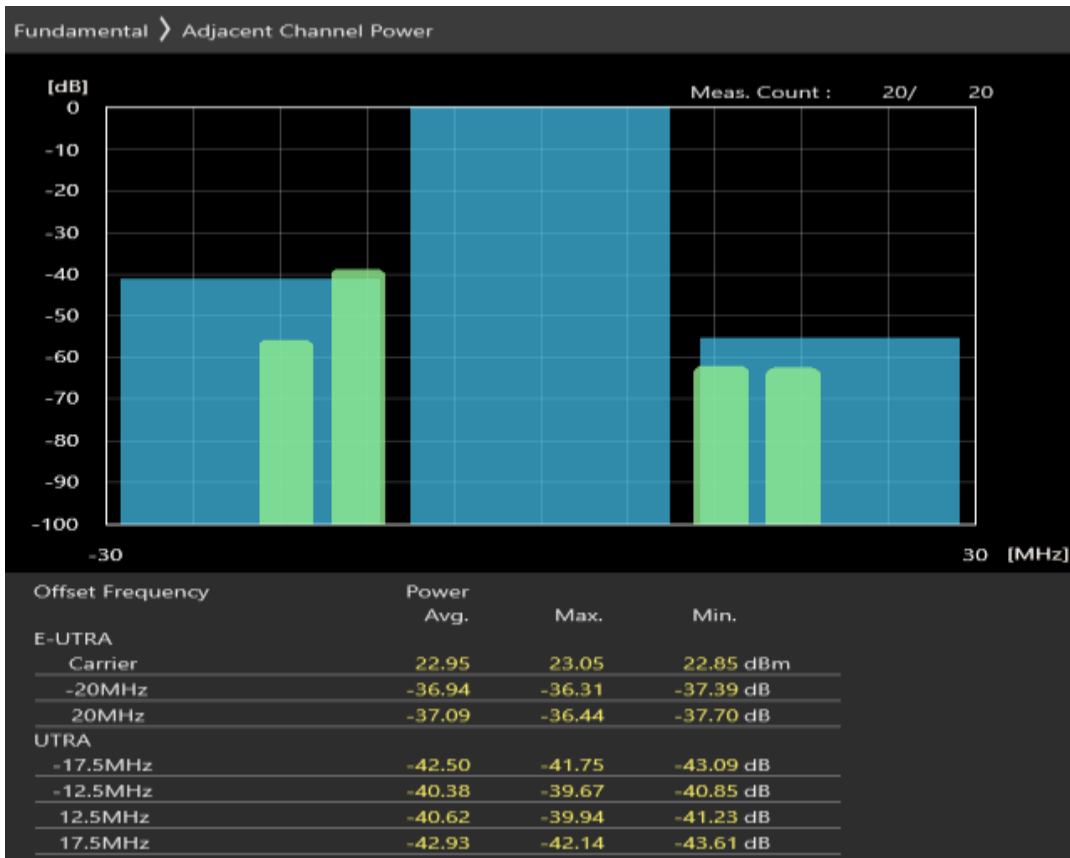 Fundamental 〉 Adjacent Channel Power
[dB]
Meas. Count : 20/ 20
0
-10
-20
-30
-40
-50
-60
-70
-80
-90
-100
-30 30 [MHz]
Offset Frequency Power
Avg. Max. Min.
E-UTRA
Carrier 22.95 23.05 22.85 dBm
-20MHz -36.94 -36.31 -37.39 dB
20MHz -37.09 -36.44 -37.70 dB
UTRA
-17.5MHz -42.50 -41.75 -43.09 dB
-12.5MHz -40.38 -39.67 -40.85 dB
12.5MHz -40.62 -39.94 -41.23 dB
17.5MHz -42.93 -42.14 -43.61 dB